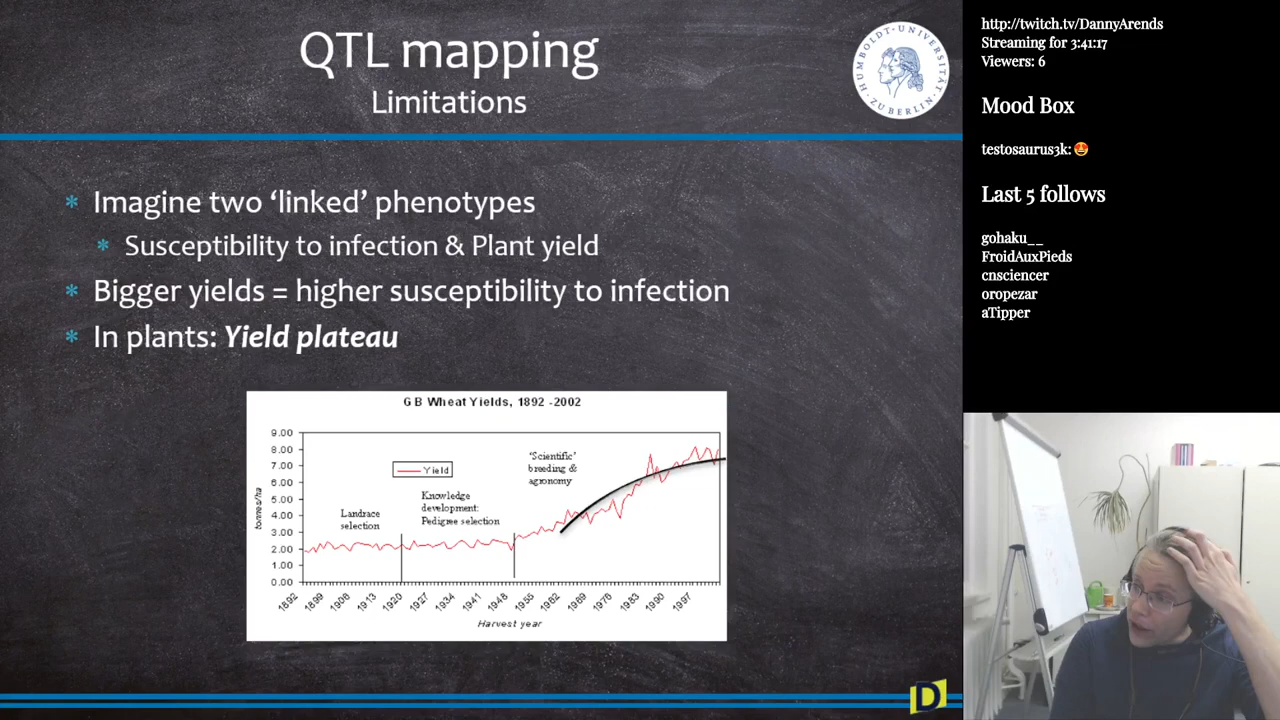 QTL mapping
Limitations
HUMBOLDT-UNIVERSITÄT
ZU BERLIN
* Imagine two ‘linked’ phenotypes
* Susceptibility to infection & Plant yield
* Bigger yields = higher susceptibility to infection
* In plants: Yield plateau
GB Wheat Yields, 1892 -2002
9.00
8.00
7.00
6.00
5.00
4.00
3.00
2.00
1.00
0.00
tonnes/ha
Yield
Landrace
selection
Knowledge
development:
Pedigree selection
'Scientific'
breeding &
agronomy
1892
1899
1906
1913
1920
1927
1934
1941
1948
1955
1962
1969
1976
1983
1990
1997
Harvest year
D
http://twitch.tv/DannyArends
Streaming for 3:41:17
Viewers: 6
Mood Box
testosaurus3k: 🤩
Last 5 follows
gohaku__
FroidAuxPieds
cnsciencer
oropezar
aTipper